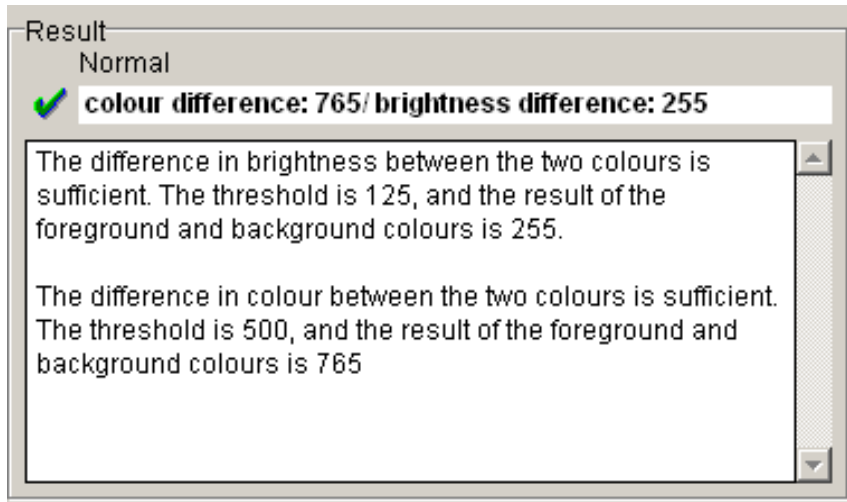 Result
Normal
colour difference: 765/ brightness difference: 255
The difference in brightness between the two colours is
sufficient. The threshold is 125, and the result of the
foreground and background colours is 255.
The difference in colour between the two colours is sufficient.
The threshold is 500, and the result of the foreground and
background colours is 765